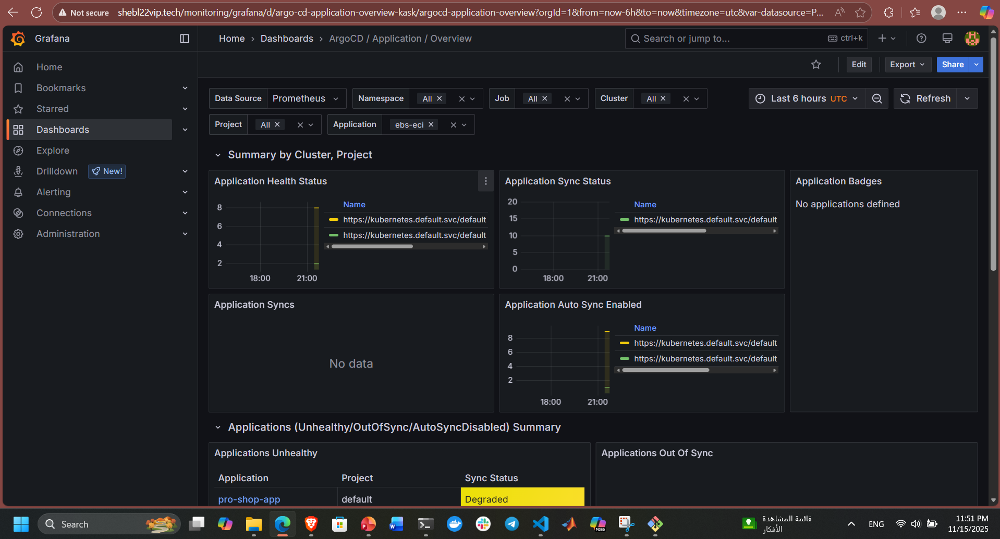 Not secure
shebl22vip.tech/monitoring/grafana/d/argo-cd-application-overview-kask/argocd-application-overview?orgId=1&from=now-6h&to=now&timezone=utc&var-datasource=P...
Grafana
Home › Dashboards › ArgoCD / Application / Overview
Search or jump to...
ctrl+k
Home
Bookmarks
Starred
Dashboards
Explore
Drilldown
New!
Alerting
Connections
Administration
Edit
Export
Share
Data Source Prometheus
Namespace All
Job All
Cluster All
Last 6 hours UTC
Refresh
Project All
Application ebs-eci
Summary by Cluster, Project
Application Health Status
8
6
4
2
18:00 21:00
Name
https://kubernetes.default.svc/default
https://kubernetes.default.svc/default
Application Sync Status
20
15
10
5
0
18:00 21:00
Name
https://kubernetes.default.svc/default
Application Badges
No applications defined
Application Syncs
No data
Application Auto Sync Enabled
8
6
4
2
18:00 21:00
Name
https://kubernetes.default.svc/default
https://kubernetes.default.svc/default
Applications (Unhealthy/OutOfSync/AutoSyncDisabled) Summary
Applications Unhealthy
Application Project Sync Status
pro-shop-app default Degraded
Applications Out Of Sync
Search
P
W
M365
قائمة المشاهدة
الأفكار
ENG
11:51 PM
11/15/2025